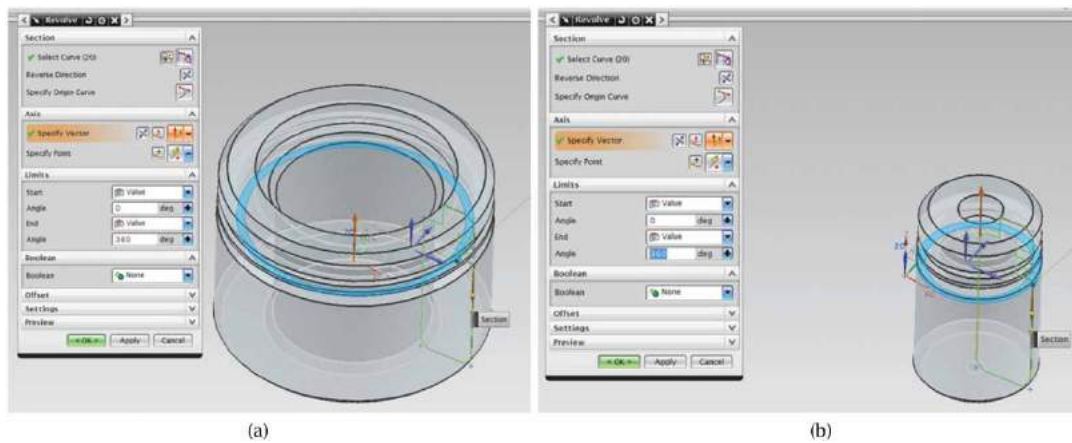 Revolve
Section
Select Curve (20)
Reverse Direction
Specify Origin Curve
Axis
Specify Vector
Specify Point
Limits
Start Value
Angle 0 deg
End Value
Angle 360 deg
Boolean
Boolean None
Offset
Settings
Preview
< OK > Apply Cancel
Section
(a)
Revolve
Section
Select Curve (20)
Reverse Direction
Specify Origin Curve
Axis
Specify Vector
Specify Point
Limits
Start Value
Angle 0 deg
End Value
Angle 360 deg
Boolean
Boolean None
Offset
Settings
Preview
< OK > Apply Cancel
Section
(b)